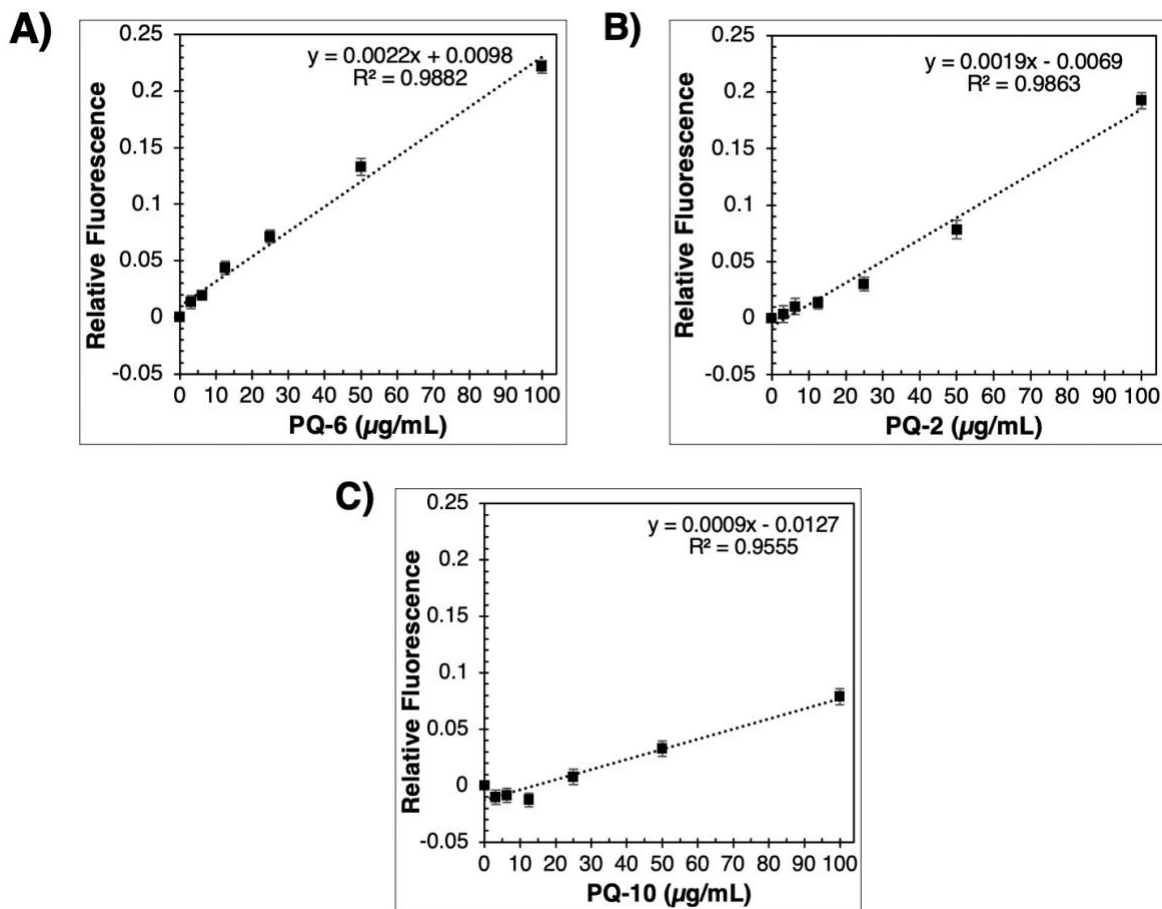 A)
0.25
y = 0.0022x + 0.0098
R² = 0.9882
0.2
0.15
0.1
0.05
0
-0.05
Relative Fluorescence
0 10 20 30 40 50 60 70 80 90 100
PQ-6 (µg/mL)
B)
0.25
y = 0.0019x - 0.0069
R² = 0.9863
0.2
0.15
0.1
0.05
0
-0.05
Relative Fluorescence
0 10 20 30 40 50 60 70 80 90 100
PQ-2 (µg/mL)
C)
0.25
y = 0.0009x - 0.0127
R² = 0.9555
0.2
0.15
0.1
0.05
0
-0.05
Relative Fluorescence
0 10 20 30 40 50 60 70 80 90 100
PQ-10 (µg/mL)